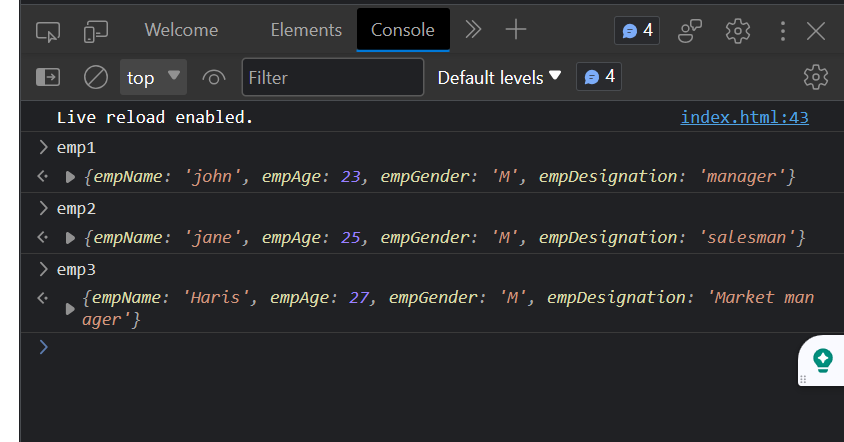 Welcome Elements Console 4
top Filter Default levels 4
Live reload enabled. index.html:43
emp1
{empName: 'john', empAge: 23, empGender: 'M', empDesignation: 'manager'}
emp2
{empName: 'jane', empAge: 25, empGender: 'M', empDesignation: 'salesman'}
emp3
{empName: 'Haris', empAge: 27, empGender: 'M', empDesignation: 'Market man
ager'}